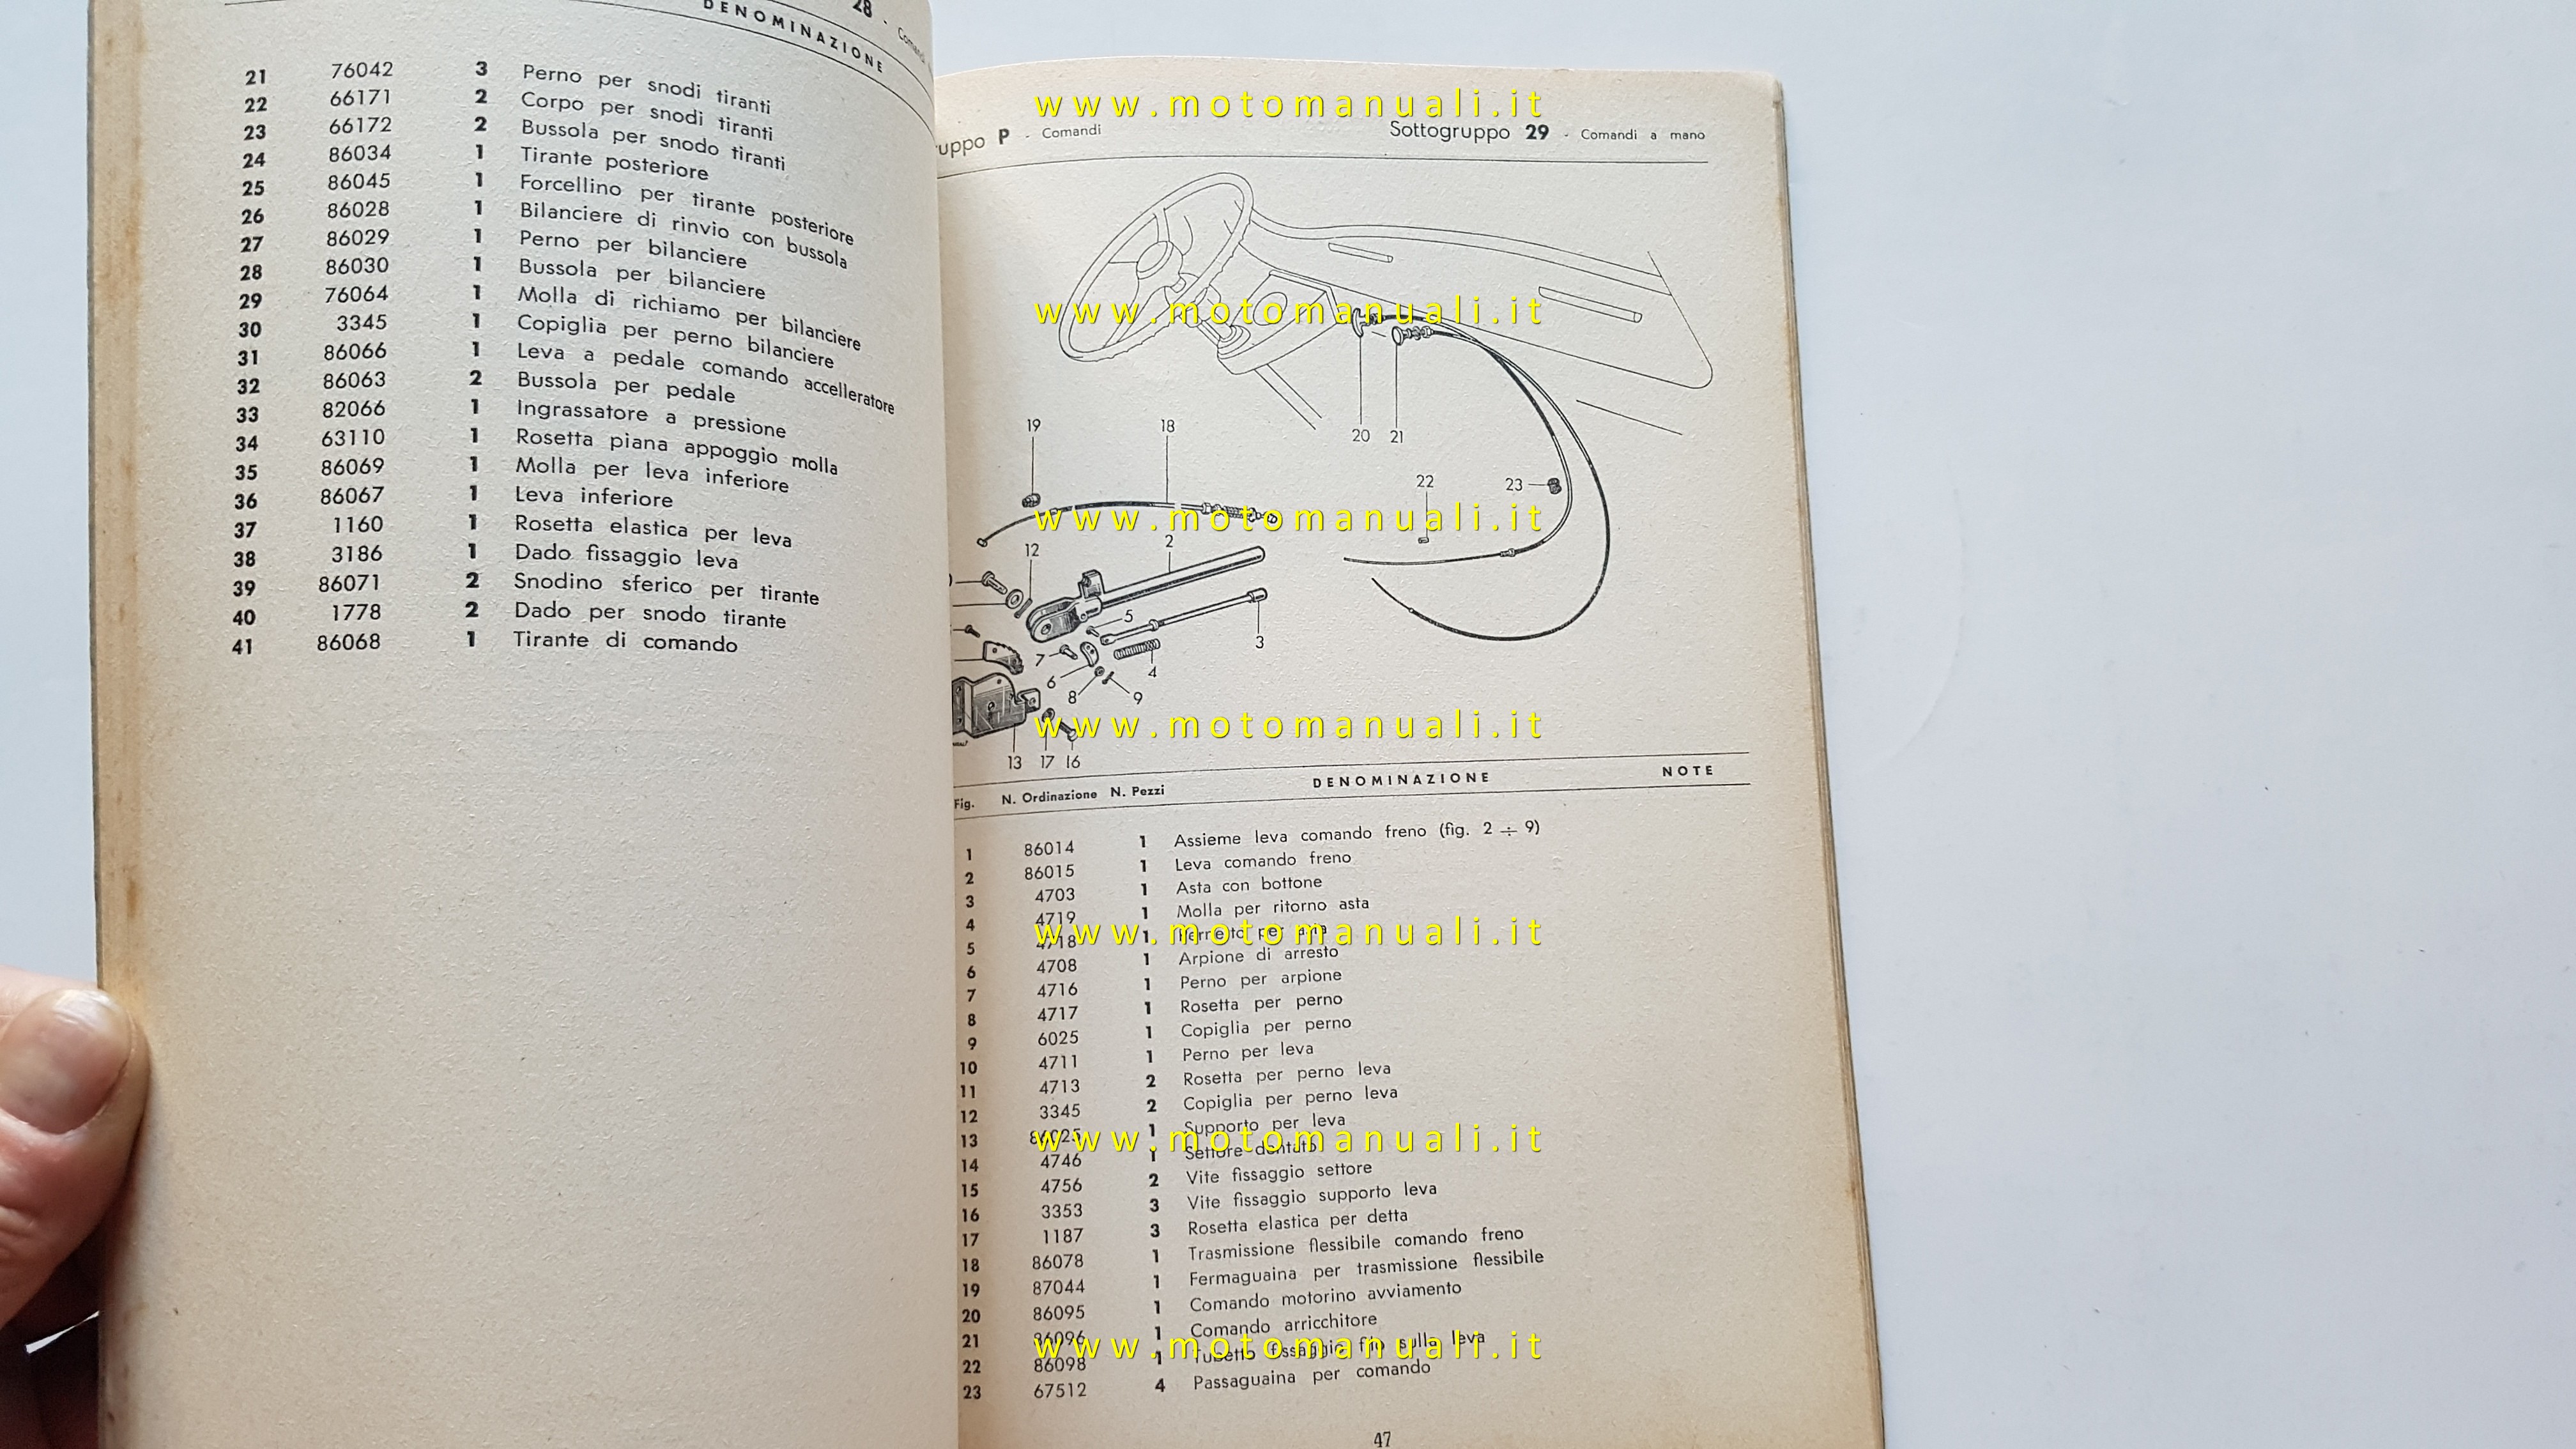 28 -
DENOMINAZIONE
21 76042 3 Perno per snodi tiranti
22 66171 2 Corpo per snodi tiranti
23 66172 2 Bussola per snodo tiranti
24 86034 1 Tirante posteriore
25 86045 1 Forcellino per tirante posteriore
26 86028 1 Bilanciere di rinvio con bussola
27 86029 1 Perno per bilanciere
28 86030 1 Bussola per bilanciere
29 76064 1 Molla di richiamo per bilanciere
30 3345 1 Copiglia per perno bilanciere
31 86066 1 Leva a pedale comando accelleratore
32 86063 2 Bussola per pedale
33 82066 1 Ingrassatore a pressione
34 63110 1 Rosetta piana appoggio molla
35 86069 1 Molla per leva inferiore
36 86067 1 Leva inferiore
37 1160 1 Rosetta elastica per leva
38 3186 1 Dado fissaggio leva
39 86071 2 Snodino sferico per tirante
40 1778 2 Dado per snodo tirante
41 86068 1 Tirante di comando
www.motomanuali.it
uppo P - Comandi Sottogruppo 29 - Comandi a mano
www.motomanuali.it
19 18 20 21
22 23
www.motomanuali.it
12 2
5
3
7 4
6
8 9
www.motomanuali.it
13 17 16
Fig. N. Ordinazione N. Pezzi DENOMINAZIONE NOTE
1 86014 1 Assieme leva comando freno (fig. 2 ÷ 9)
2 86015 1 Leva comando freno
3 4703 1 Asta con bottone
4 4719 1 Molla per ritorno asta
5 4718 1 per
www.motomanuali.it
6 4708 1 Arpione di arresto
7 4716 1 Perno per arpione
8 4717 1 Rosetta per perno
9 6025 1 Copiglia per perno
10 4711 1 Perno per leva
11 4713 2 Rosetta per perno leva
12 3345 2 Copiglia per perno leva
13 86025 1 Supporto per leva
www.motomanuali.it
14 4746 1 Settore dentato
15 4756 2 Vite fissaggio settore
16 3353 3 Vite fissaggio supporto leva
17 1187 3 Rosetta elastica per detta
18 86078 1 Trasmissione flessibile comando freno
19 87044 1 Fermaguaina per trasmissione flessibile
20 86095 1 Comando motorino avviamento
21 86096 1 Comando arricchitore
www.motomanuali.it
22 86098 1 Tubetto fissaggio filo sulla leva
23 67512 4 Passaguaina per comando
47